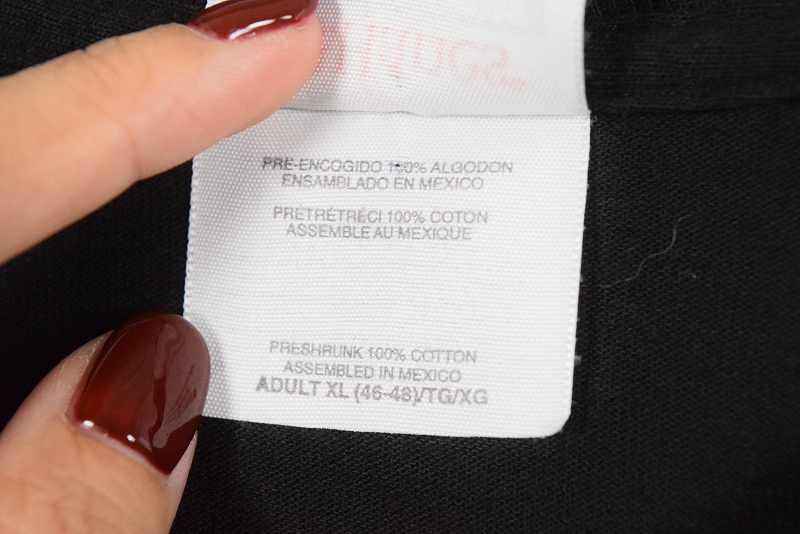 PRE-ENCOGIDO 100% ALGODON
ENSAMBLADO EN MEXICO
PRÉTRÉTRÉCI 100% COTON
ASSEMBLE AU MEXIQUE
PRESHRUNK 100% COTTON
ASSEMBLED IN MEXICO
ADULT XL (46-48)/TG/XG